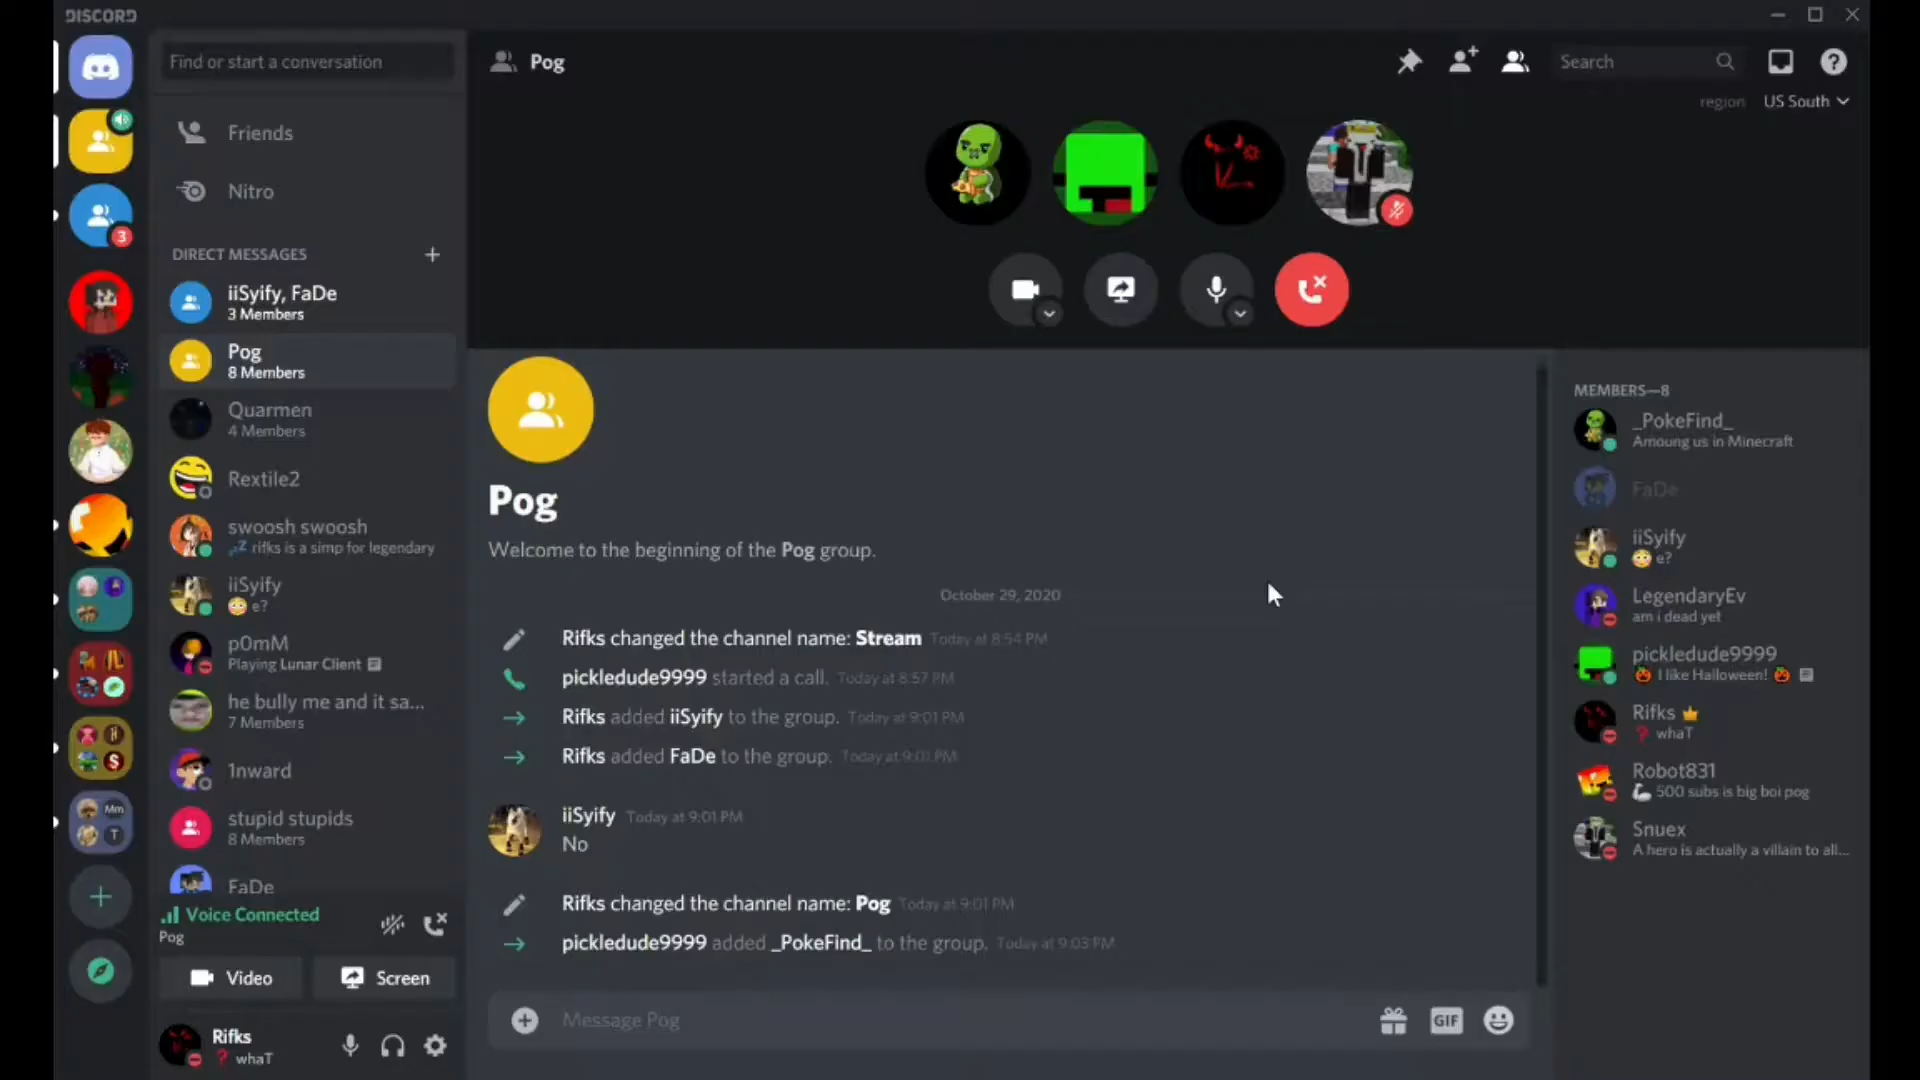 DISCORD
Find or start a conversation
Friends
Nitro
DIRECT MESSAGES
iiSyify, FaDe
3 Members
Pog
8 Members
Quarmen
4 Members
Rextile2
swoosh swoosh
💤 rifks is a simp for legendary
iiSyify
😳 e?
p0mM
Playing Lunar Client
he bully me and it sa...
7 Members
1nward
stupid stupids
8 Members
FaDe
Voice Connected
Pog
Video
Screen
Rifks
❓ whaT
3
Mm
T
Pog
Search
region US South
Pog
Welcome to the beginning of the Pog group.
October 29, 2020
Rifks changed the channel name: Stream Today at 8:54 PM
pickledude9999 started a call. Today at 8:57 PM
Rifks added iiSyify to the group. Today at 9:01 PM
Rifks added FaDe to the group. Today at 9:01 PM
iiSyify Today at 9:01 PM
No
Rifks changed the channel name: Pog Today at 9:01 PM
pickledude9999 added _PokeFind_ to the group. Today at 9:03 PM
Message Pog
GIF
MEMBERS—8
_PokeFind_
Amoung us in Minecraft
FaDe
iiSyify
😳 e?
LegendaryEv
am i dead yet
pickledude9999
🎃 I like Halloween! 🎃
Rifks
❓ whaT
Robot831
💪 500 subs is big boi pog
Snuex
A hero is actually a villain to all...